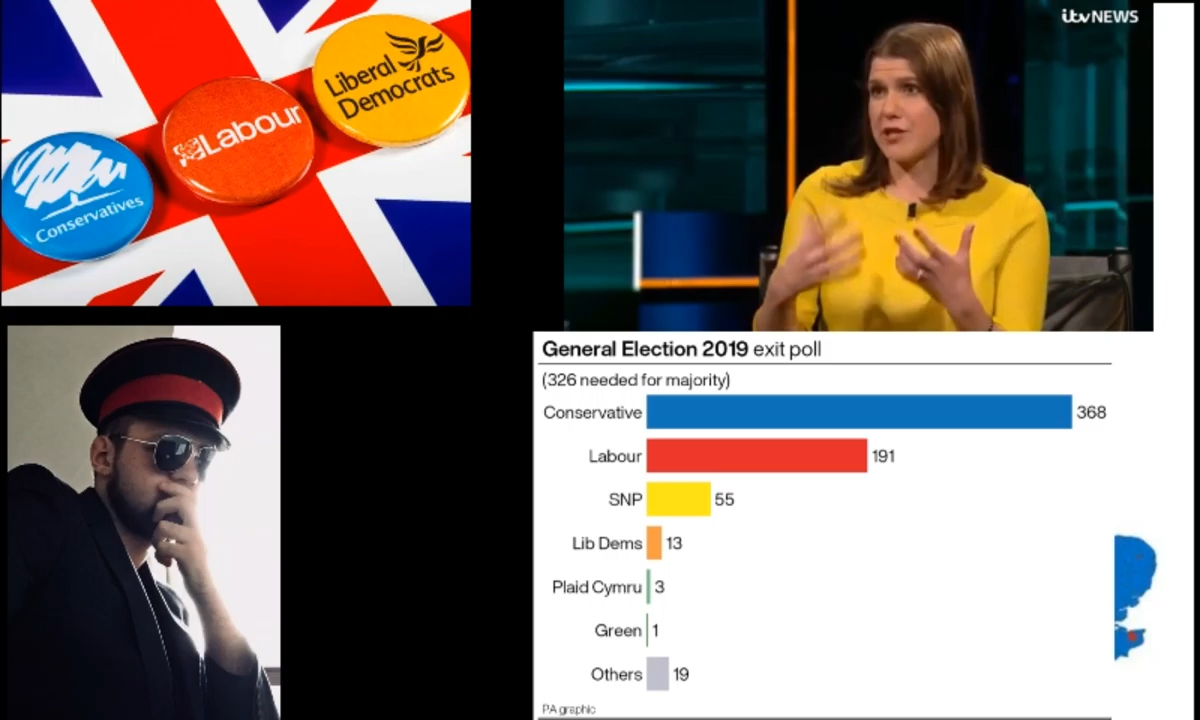 Liberal
Democrats
Labour
Conservatives
itv NEWS
General Election 2019 exit poll
(326 needed for majority)
Conservative 368
Labour 191
SNP 55
Lib Dems 13
Plaid Cymru 3
Green 1
Others 19
PA graphic